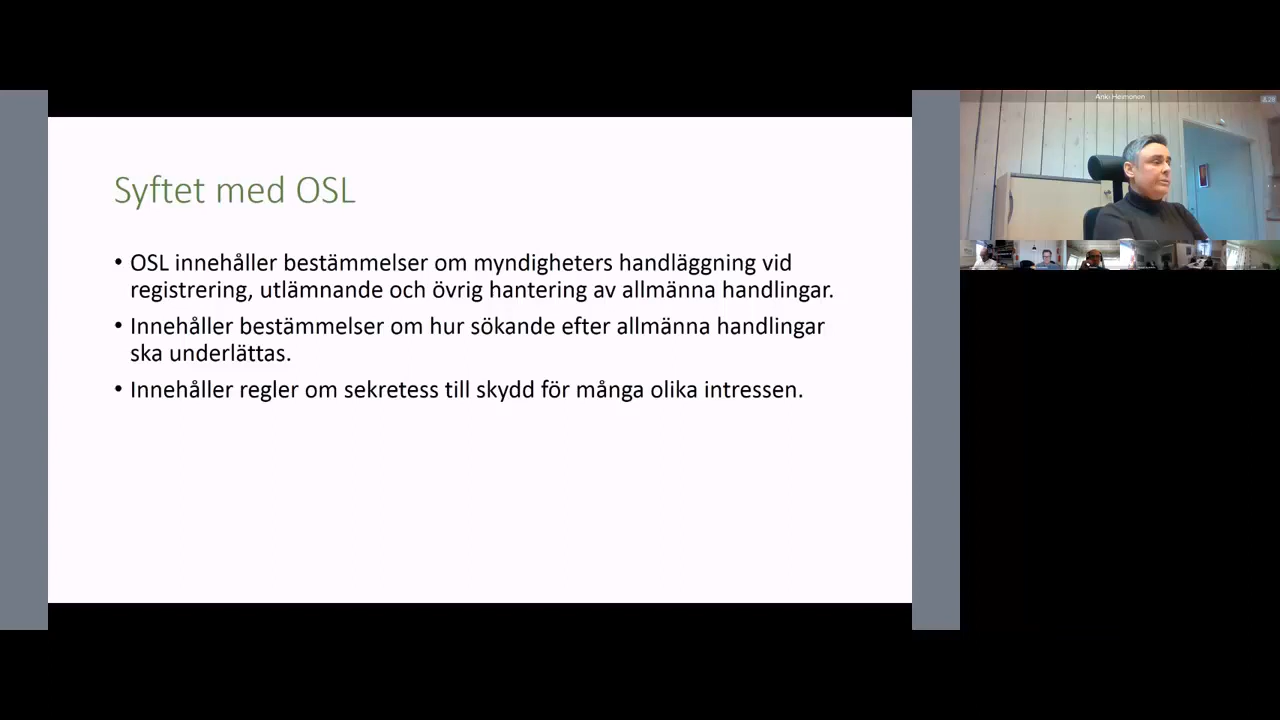 Syftet med OSL
• OSL innehåller bestämmelser om myndigheters handläggning vid
registrering, utlämnande och övrig hantering av allmänna handlingar.
• Innehåller bestämmelser om hur sökande efter allmänna handlingar
ska underlättas.
• Innehåller regler om sekretess till skydd för många olika intressen.
Anki Heimonen